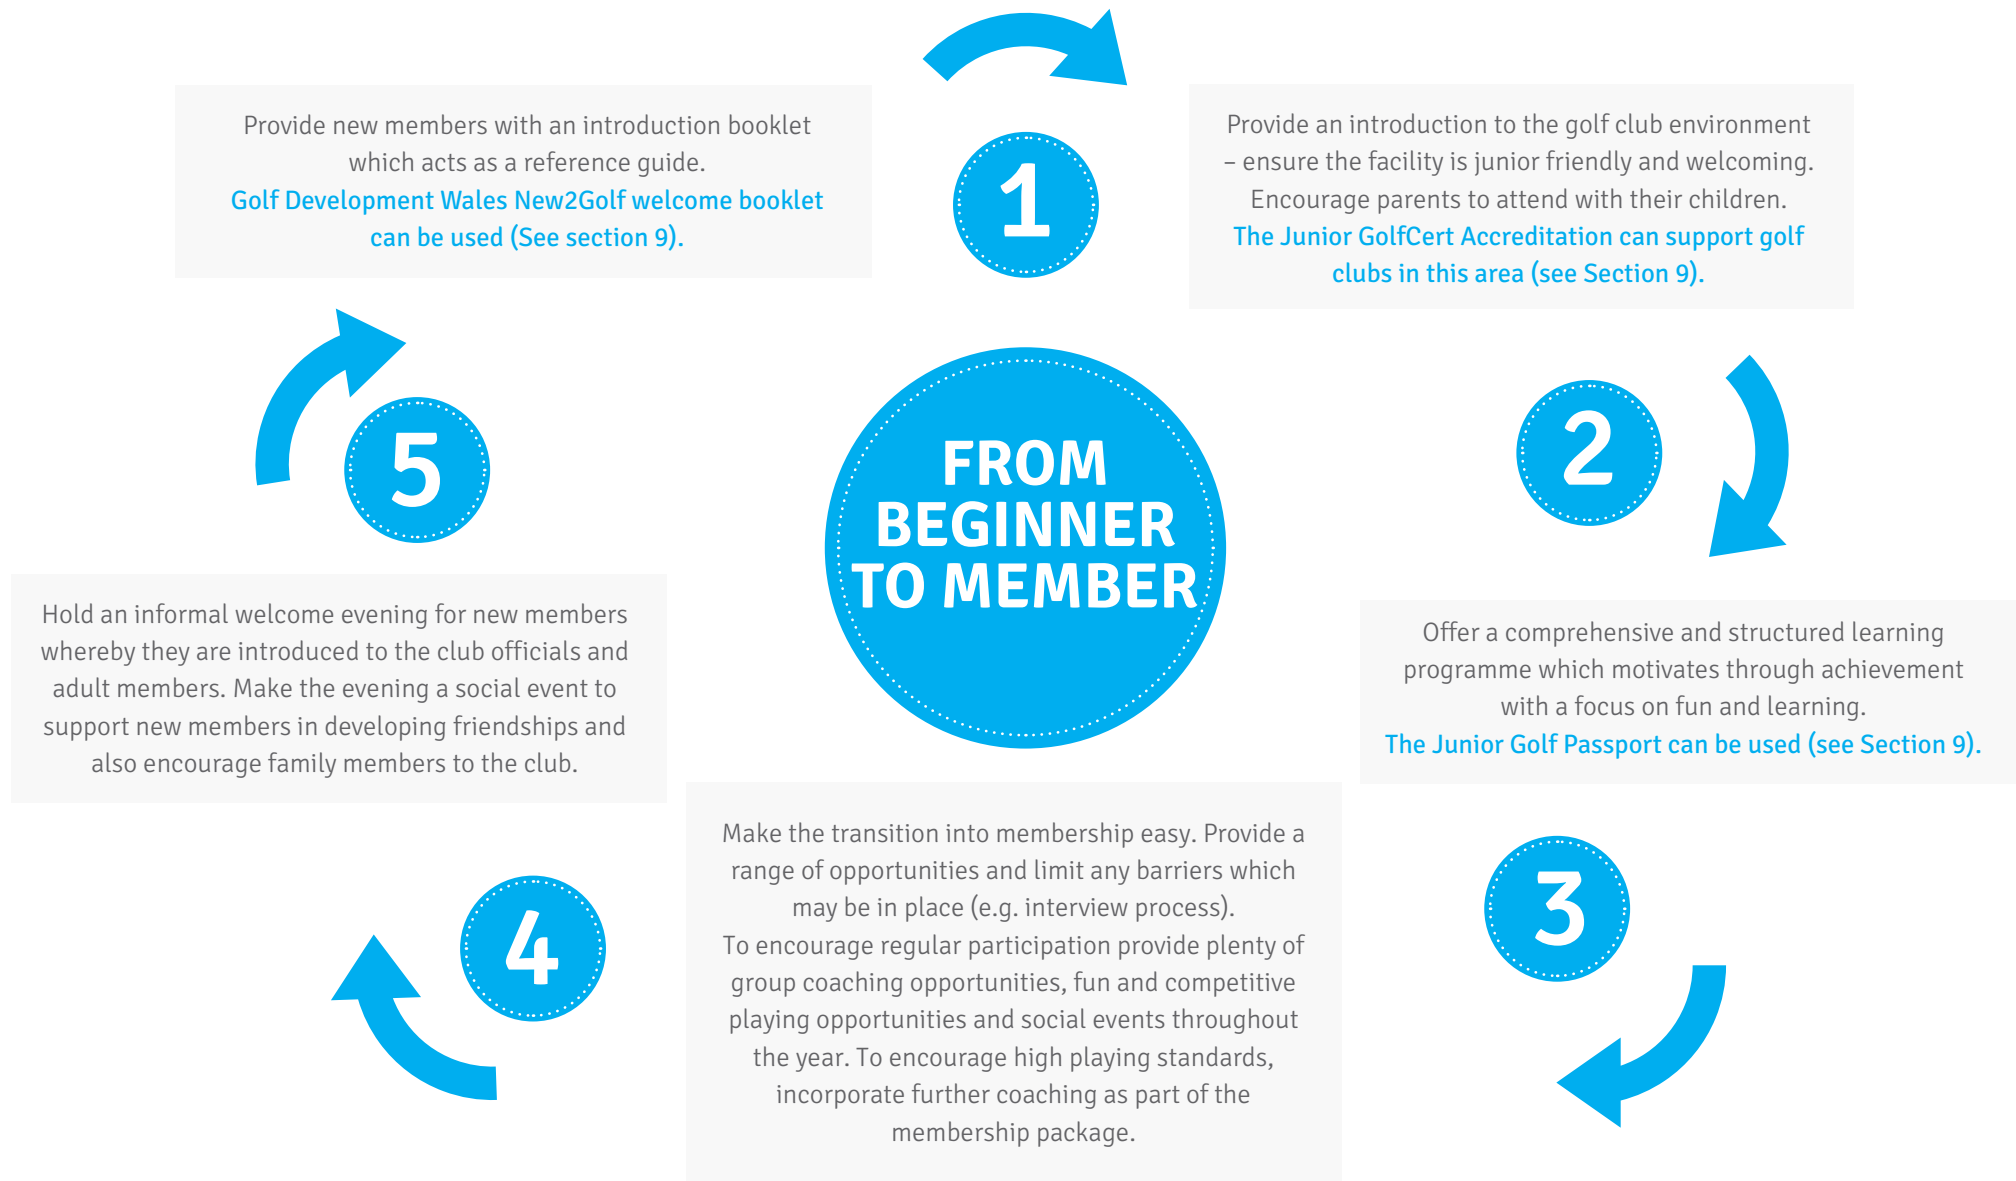 1
Provide an introduction to the golf club environment
– ensure the facility is junior friendly and welcoming.
Encourage parents to attend with their children.
The Junior GolfCert Accreditation can support golf
clubs in this area (see Section 9).
2
Offer a comprehensive and structured learning
programme which motivates through achievement
with a focus on fun and learning.
The Junior Golf Passport can be used (see Section 9).
3
Make the transition into membership easy. Provide a
range of opportunities and limit any barriers which
may be in place (e.g. interview process).
To encourage regular participation provide plenty of
group coaching opportunities, fun and competitive
playing opportunities and social events throughout
the year. To encourage high playing standards,
incorporate further coaching as part of the
membership package.
4
Hold an informal welcome evening for new members
whereby they are introduced to the club officials and
adult members. Make the evening a social event to
support new members in developing friendships and
also encourage family members to the club.
5
Provide new members with an introduction booklet
which acts as a reference guide.
Golf Development Wales New2Golf welcome booklet
can be used (See section 9).
FROM
BEGINNER
TO MEMBER